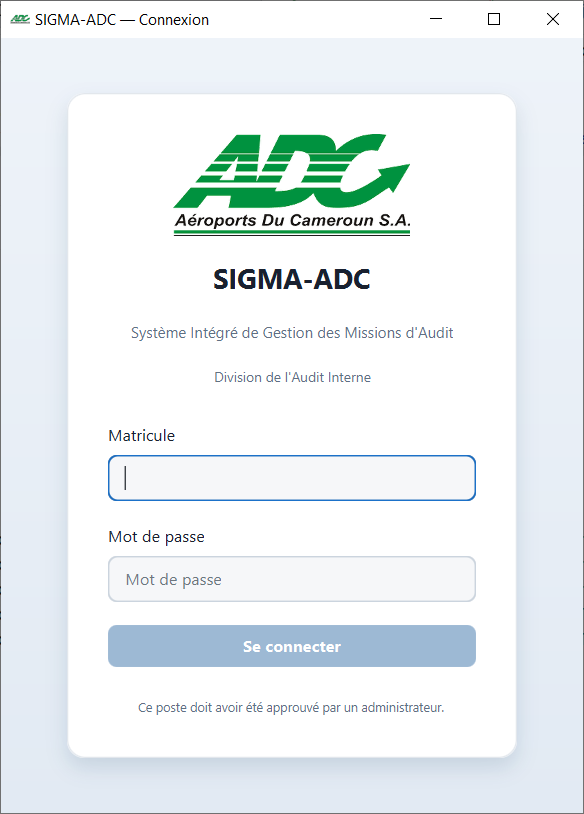 ADC SIGMA-ADC — Connexion
ADC
Aéroports Du Cameroun S.A.
SIGMA-ADC
Système Intégré de Gestion des Missions d'Audit
Division de l'Audit Interne
Matricule
Mot de passe
Mot de passe
Se connecter
Ce poste doit avoir été approuvé par un administrateur.